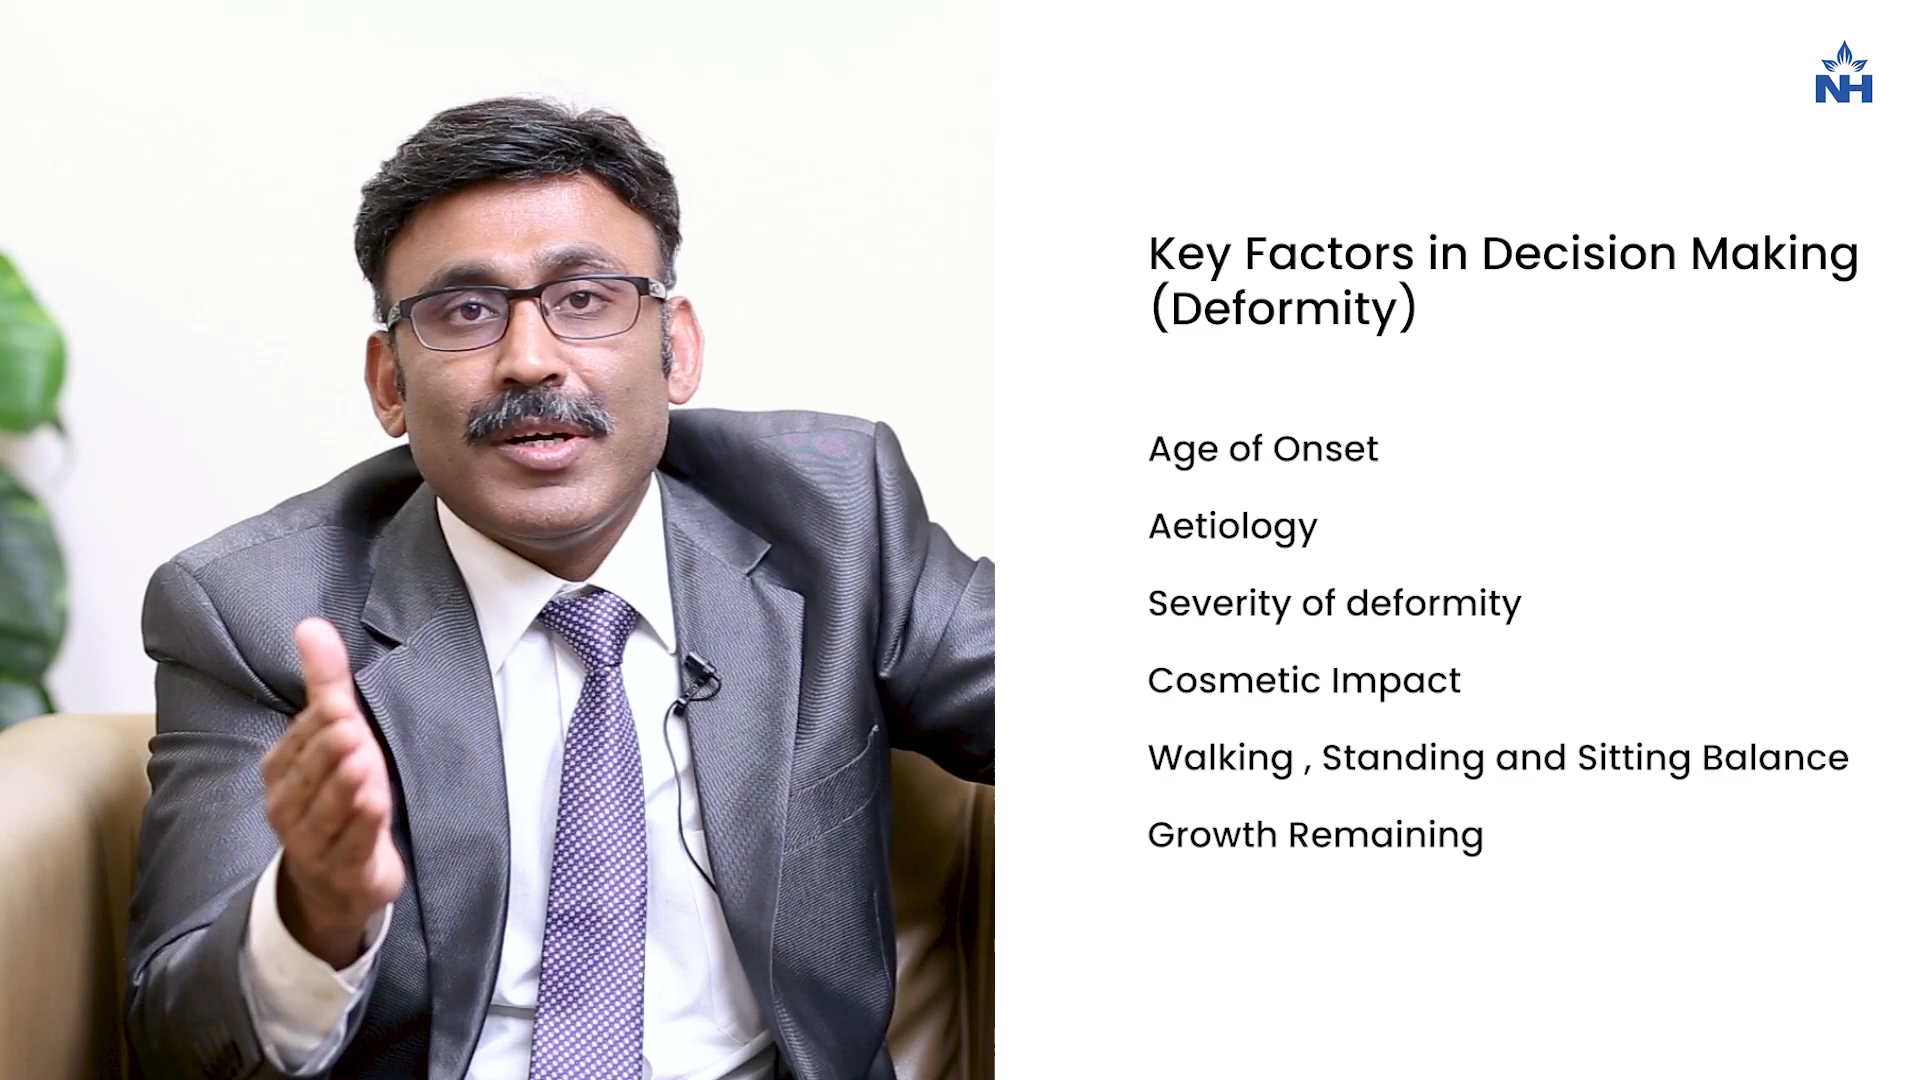 NH
Key Factors in Decision Making
(Deformity)
Age of Onset
Aetiology
Severity of deformity
Cosmetic Impact
Walking , Standing and Sitting Balance
Growth Remaining